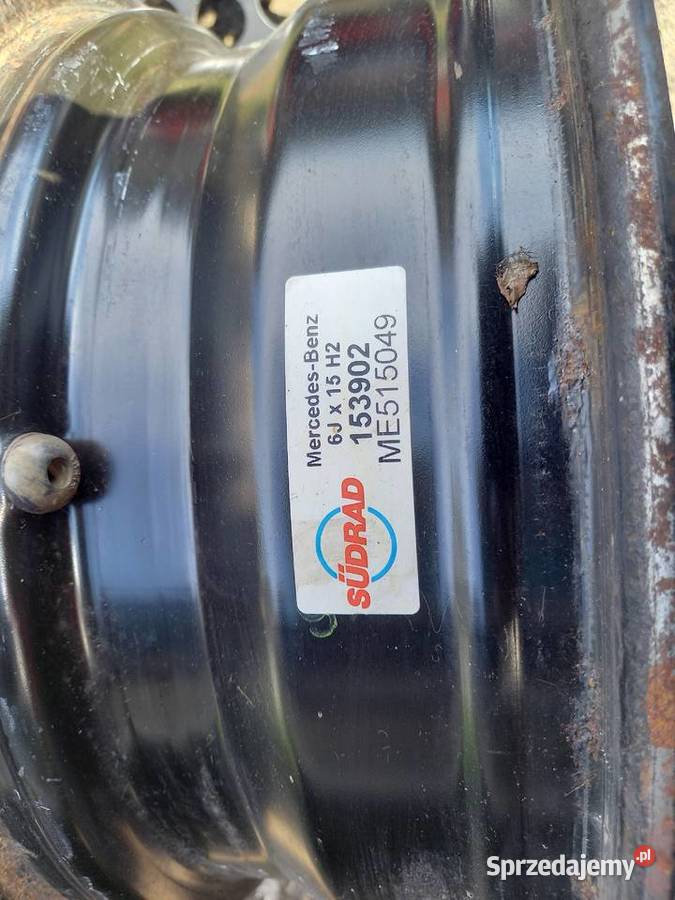 Mercedes-Benz
6J x 15 H2
153902
ME515049
SÜDRAD
Sprzedajemy.pl